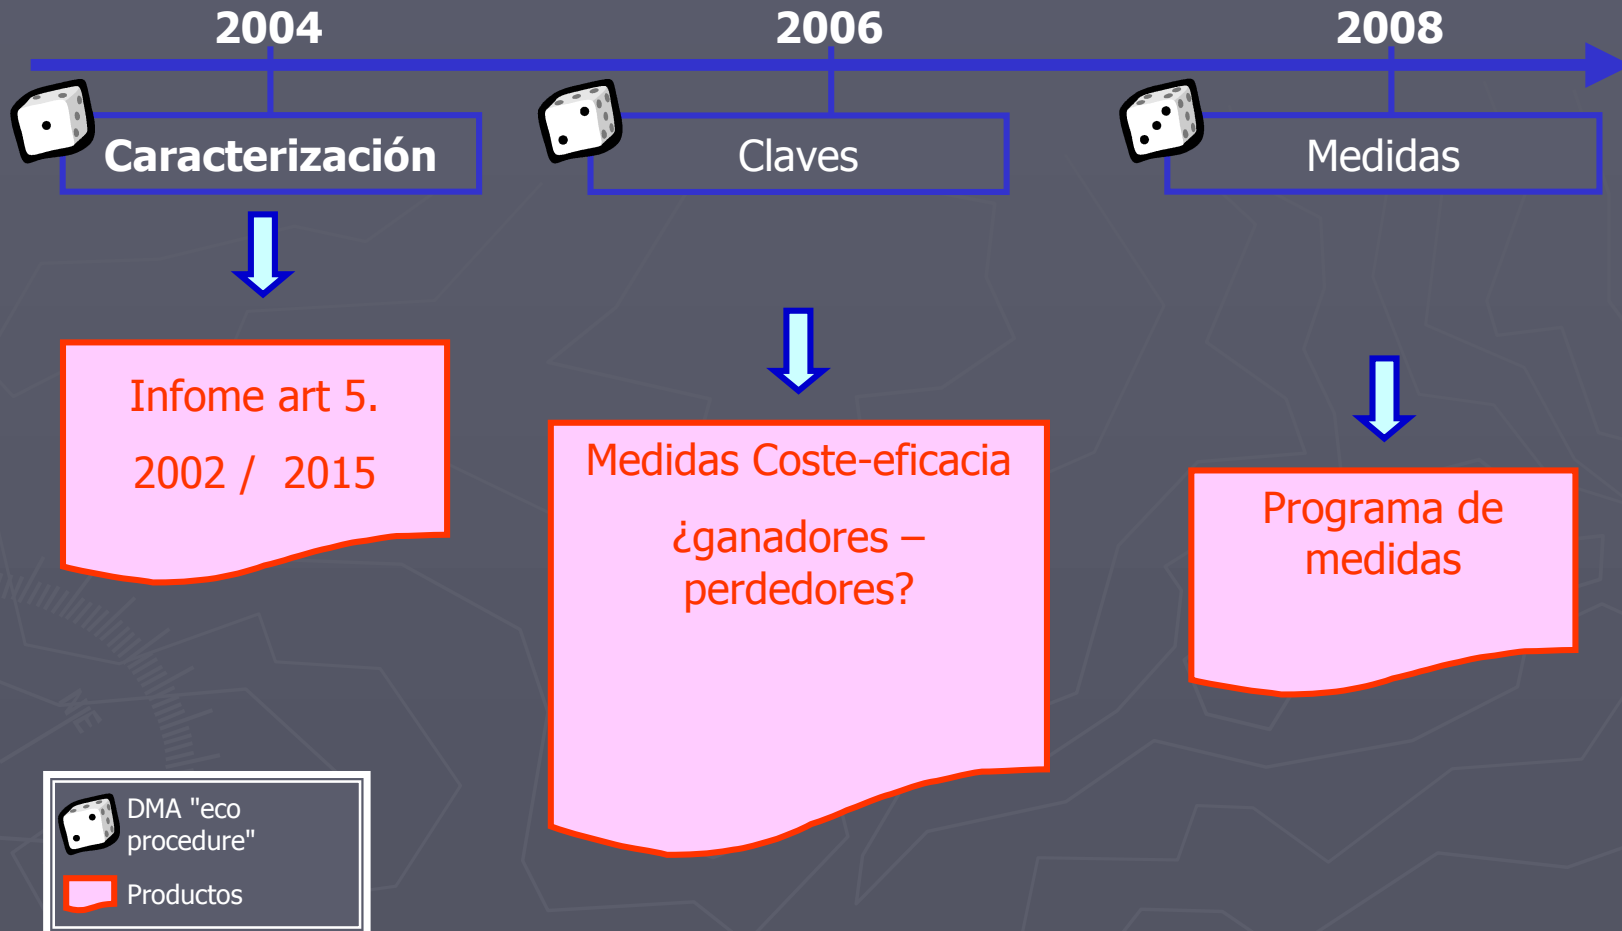 2004
2006
2008
Caracterización
Claves
Medidas
Infome art 5.
2002 / 2015
Medidas Coste-eficacia
¿ganadores –
perdedores?
Programa de
medidas
DMA "eco
procedure"
Productos